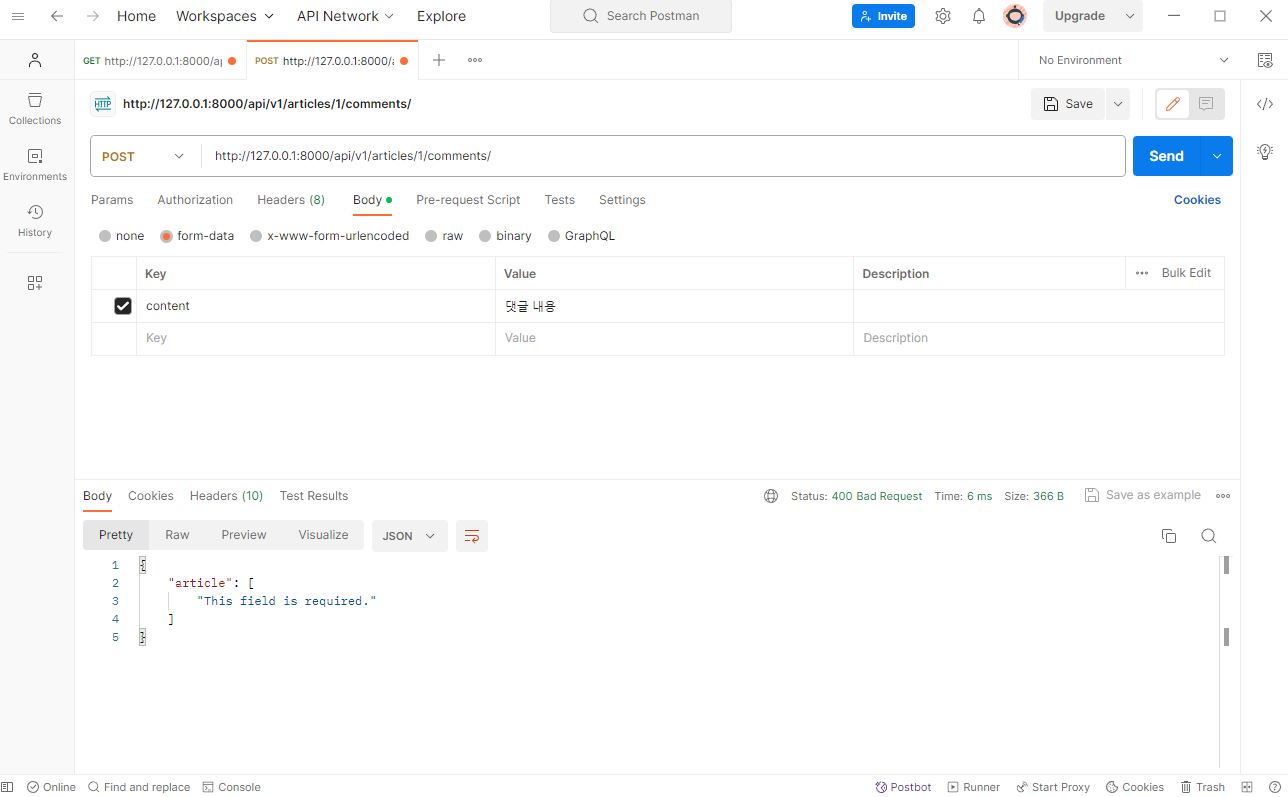 Home Workspaces API Network Explore Search Postman Invite Upgrade
GET http://127.0.0.1:8000/a POST http://127.0.0.1:8000/ No Environment
HTTP http://127.0.0.1:8000/api/v1/articles/1/comments/ Save
Collections
POST http://127.0.0.1:8000/api/v1/articles/1/comments/ Send
Environments
Params Authorization Headers (8) Body Pre-request Script Tests Settings Cookies
History
none form-data x-www-form-urlencoded raw binary GraphQL
Key Value Description Bulk Edit
content 댓글 내용
Key Value Description
Body Cookies Headers (10) Test Results Status: 400 Bad Request Time: 6 ms Size: 366 B Save as example
Pretty Raw Preview Visualize JSON
1 {
2 "article": [
3 "This field is required."
4 ]
5 }
Online Find and replace Console Postbot Runner Start Proxy Cookies Trash